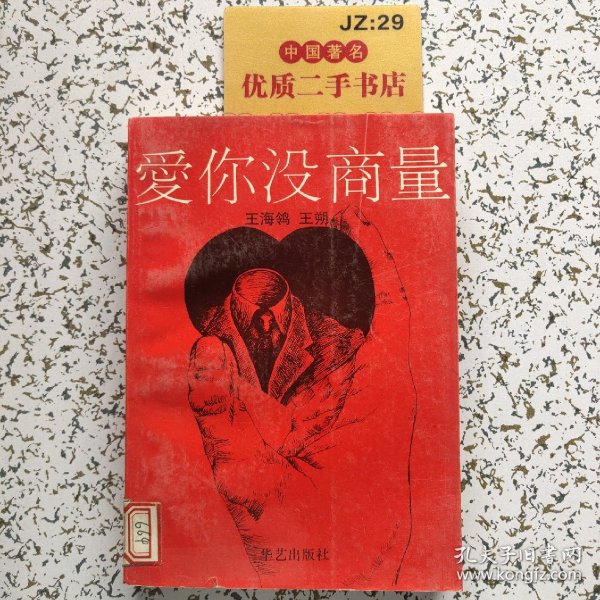 JZ:29
中国著名
优质二手书店
愛你没商量
王海鸰 王朔
华艺出版社
孔夫子旧书网
www.kongfz.com